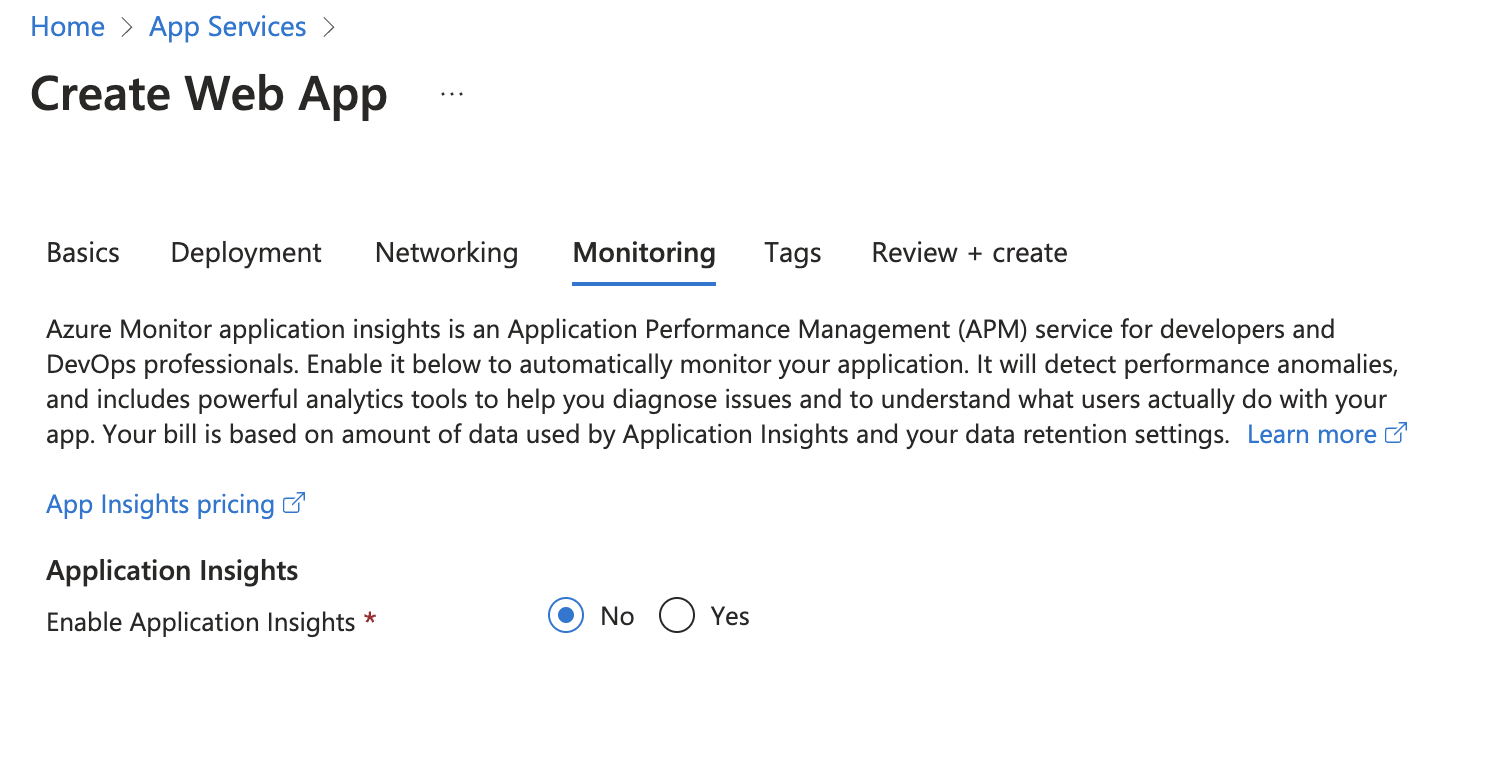 Home > App Services >
Create Web App ...
Basics Deployment Networking Monitoring Tags Review + create
Azure Monitor application insights is an Application Performance Management (APM) service for developers and
DevOps professionals. Enable it below to automatically monitor your application. It will detect performance anomalies,
and includes powerful analytics tools to help you diagnose issues and to understand what users actually do with your
app. Your bill is based on amount of data used by Application Insights and your data retention settings. Learn more
App Insights pricing
Application Insights
Enable Application Insights * No Yes